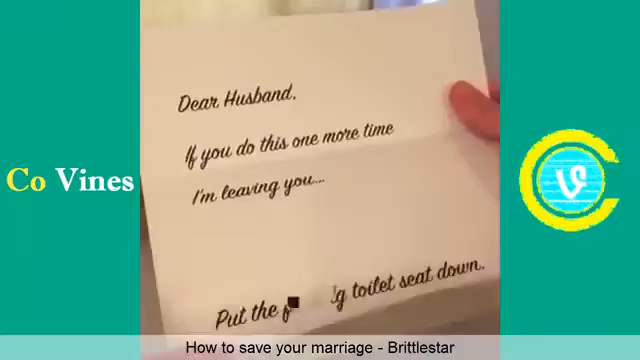 Dear Husband,
If you do this one more time
I'm leaving you...
Put the f g toilet seat down.
Co Vines
How to save your marriage - Brittlestar